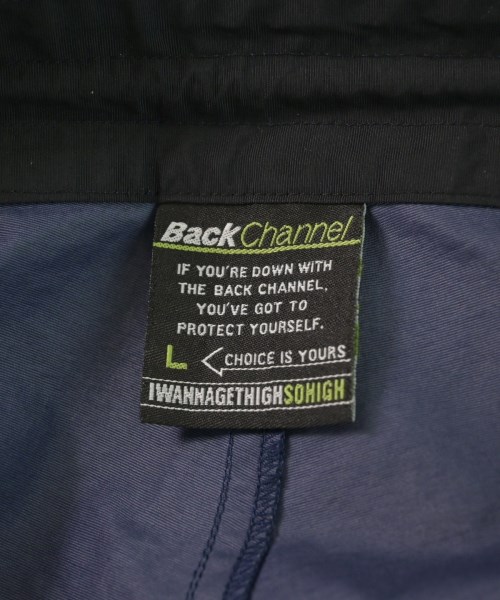 Back Channel
IF YOU'RE DOWN WITH
THE BACK CHANNEL,
YOU'VE GOT TO
PROTECT YOURSELF.
L CHOICE IS YOURS
IWANNAGETHIGHSOHIGH